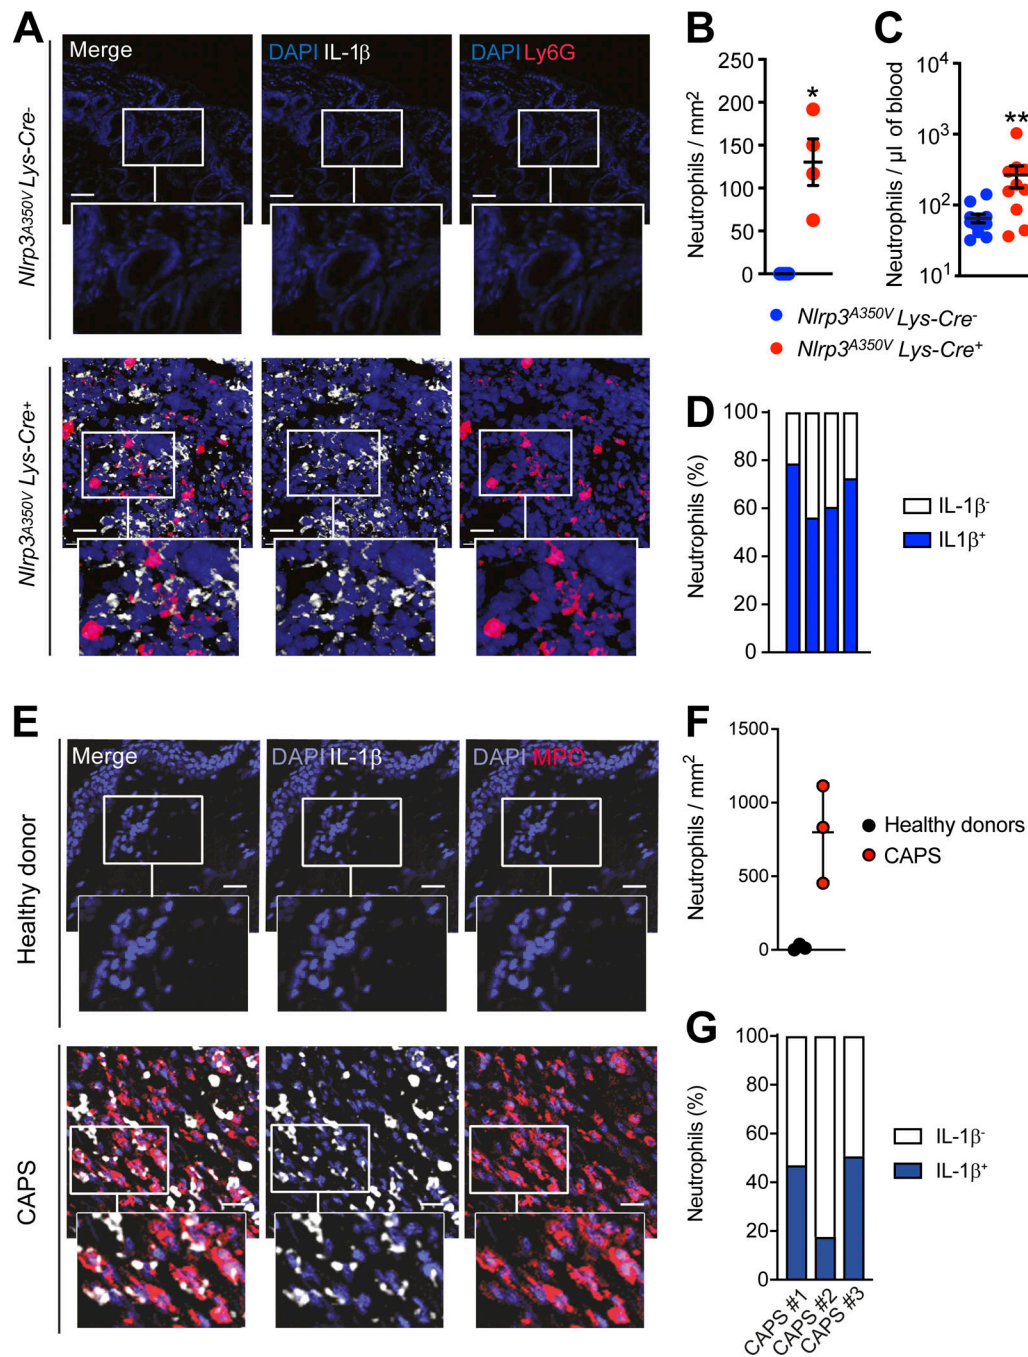 A
Merge
DAPI IL-1β
DAPI Ly6G
Nlrp3A350V Lys-Cre-
Nlrp3A350V Lys-Cre+
B
Neutrophils / mm2
250
200
150
100
50
0
*
C
Neutrophils / µl of blood
104
103
102
101
**
Nlrp3A350V Lys-Cre-
Nlrp3A350V Lys-Cre+
D
Neutrophils (%)
100
80
60
40
20
0
IL-1β-
IL1β+
E
Merge
DAPI IL-1β
DAPI MPO
Healthy donor
CAPS
F
Neutrophils / mm2
1500
1000
500
0
Healthy donors
CAPS
G
Neutrophils (%)
100
80
60
40
20
0
CAPS #1
CAPS #2
CAPS #3
IL-1β-
IL-1β+